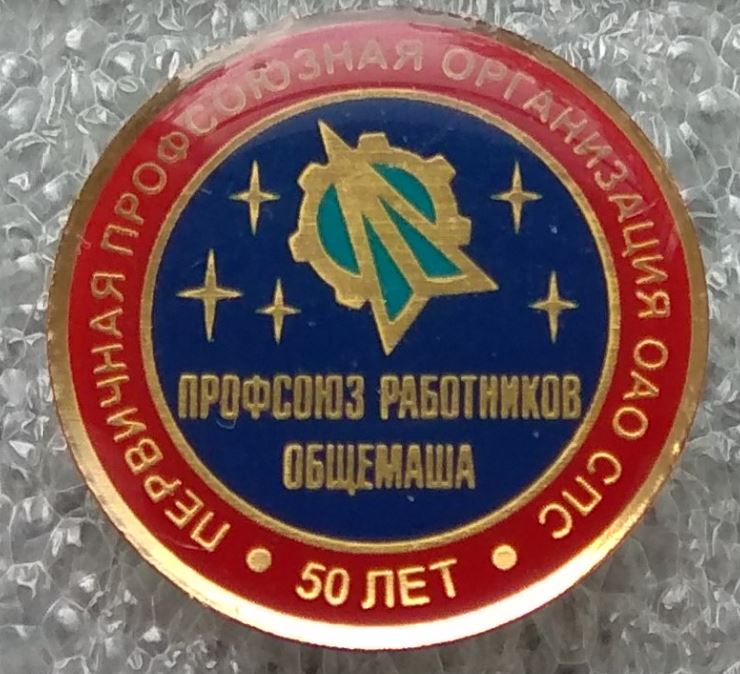 ПЕРВИЧНАЯ ПРОФСОЮЗНАЯ ОРГАНИЗАЦИЯ ОАО СПС
ПРОФСОЮЗ РАБОТНИКОВ
ОБЩЕМАША
• 50 ЛЕТ •